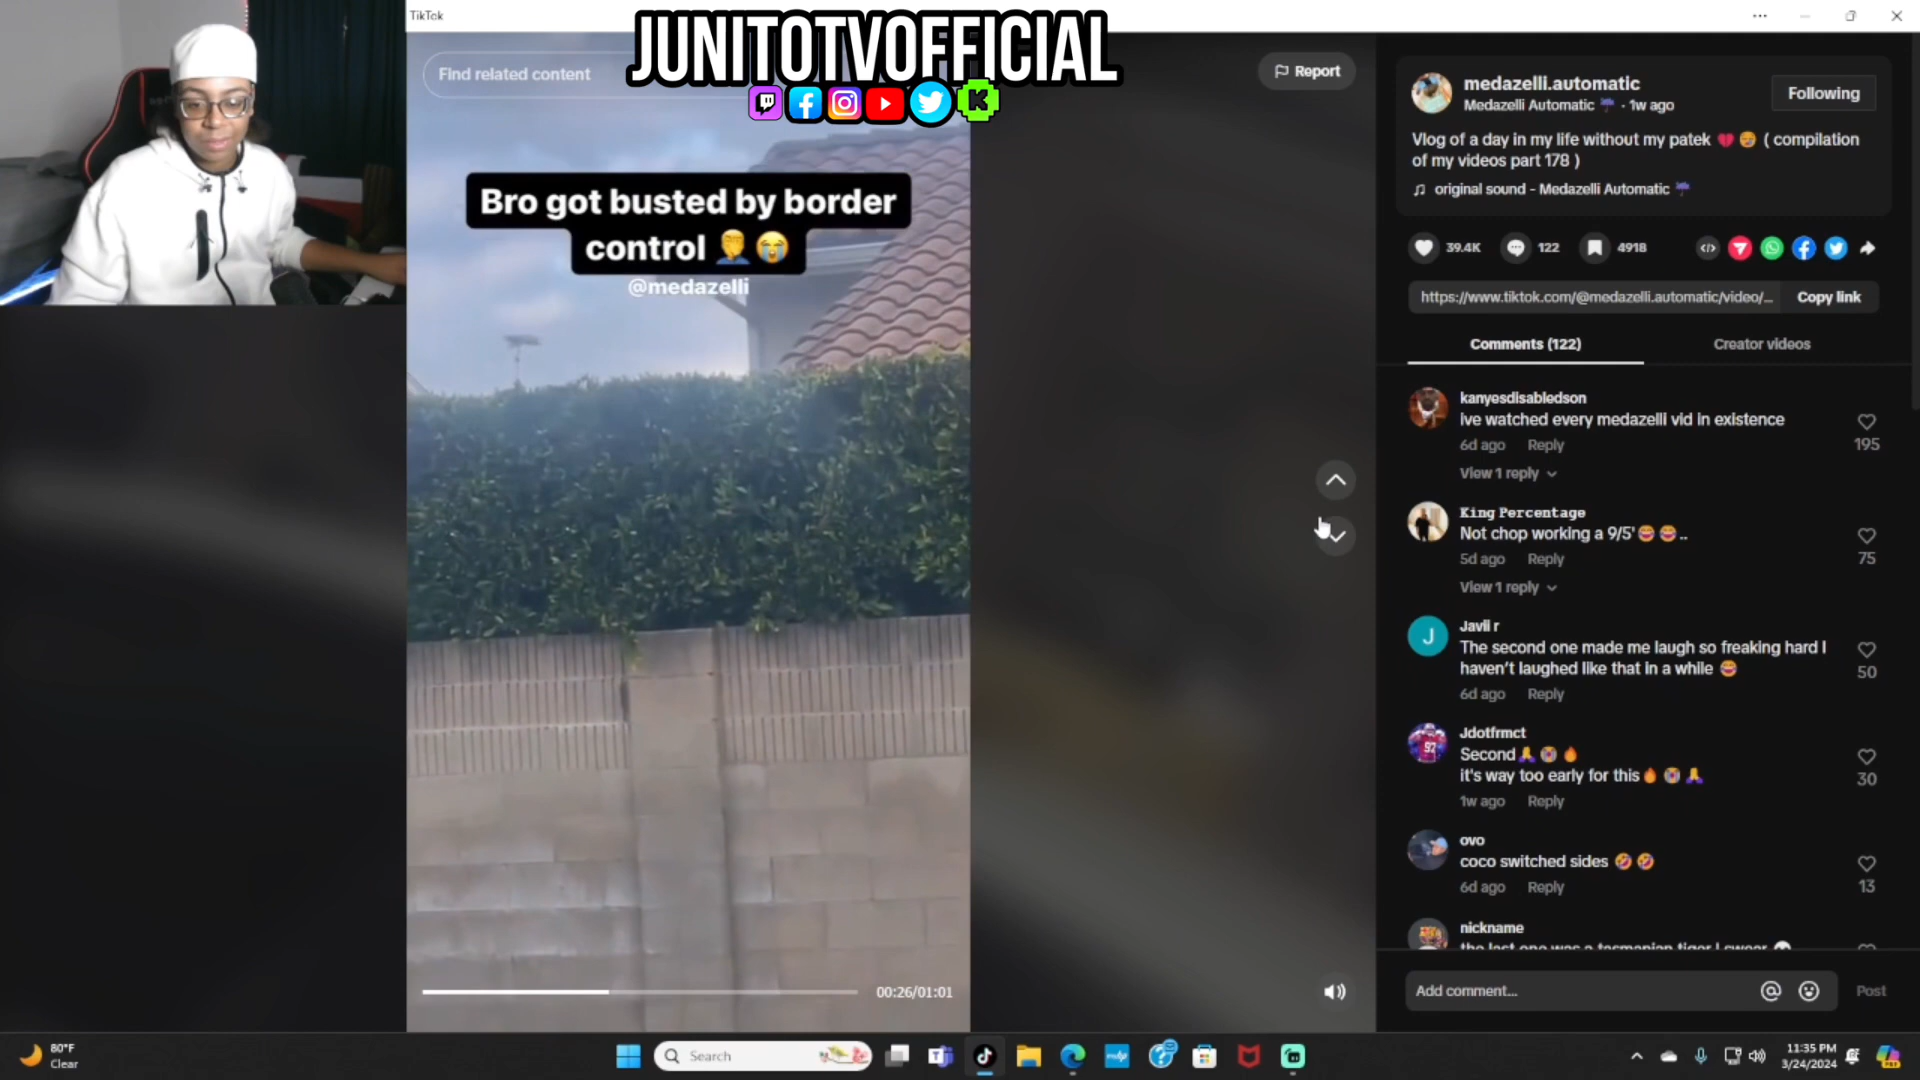 TikTok
JUNITOTVOFFICIAL
Find related content
Report
Bro got busted by border
control 🤦‍♂️😭
@medazelli
00:26/01:01
medazelli.automatic
Medazelli Automatic ☔ · 1w ago
Following
Vlog of a day in my life without my patek 💔😔 ( compilation
of my videos part 178 )
♫ original sound - Medazelli Automatic ☔
39.4K
122
4918
https://www.tiktok.com/@medazelli.automatic/video/...
Copy link
Comments (122)
Creator videos
kanyesdisabledson
ive watched every medazelli vid in existence
6d ago Reply
195
View 1 reply
King Percentage
Not chop working a 9/5'😂😂..
5d ago Reply
75
View 1 reply
J
Javii r
The second one made me laugh so freaking hard I
haven't laughed like that in a while 😂
6d ago Reply
50
Jdotfrmct
Second🙏😭🔥
it's way too early for this🔥😭🙏
1w ago Reply
30
ovo
coco switched sides 🤣🤣
6d ago Reply
13
nickname
the last one was a tasmanian tiger I swear
Add comment...
Post
80°F
Clear
Search
11:35 PM
3/24/2024